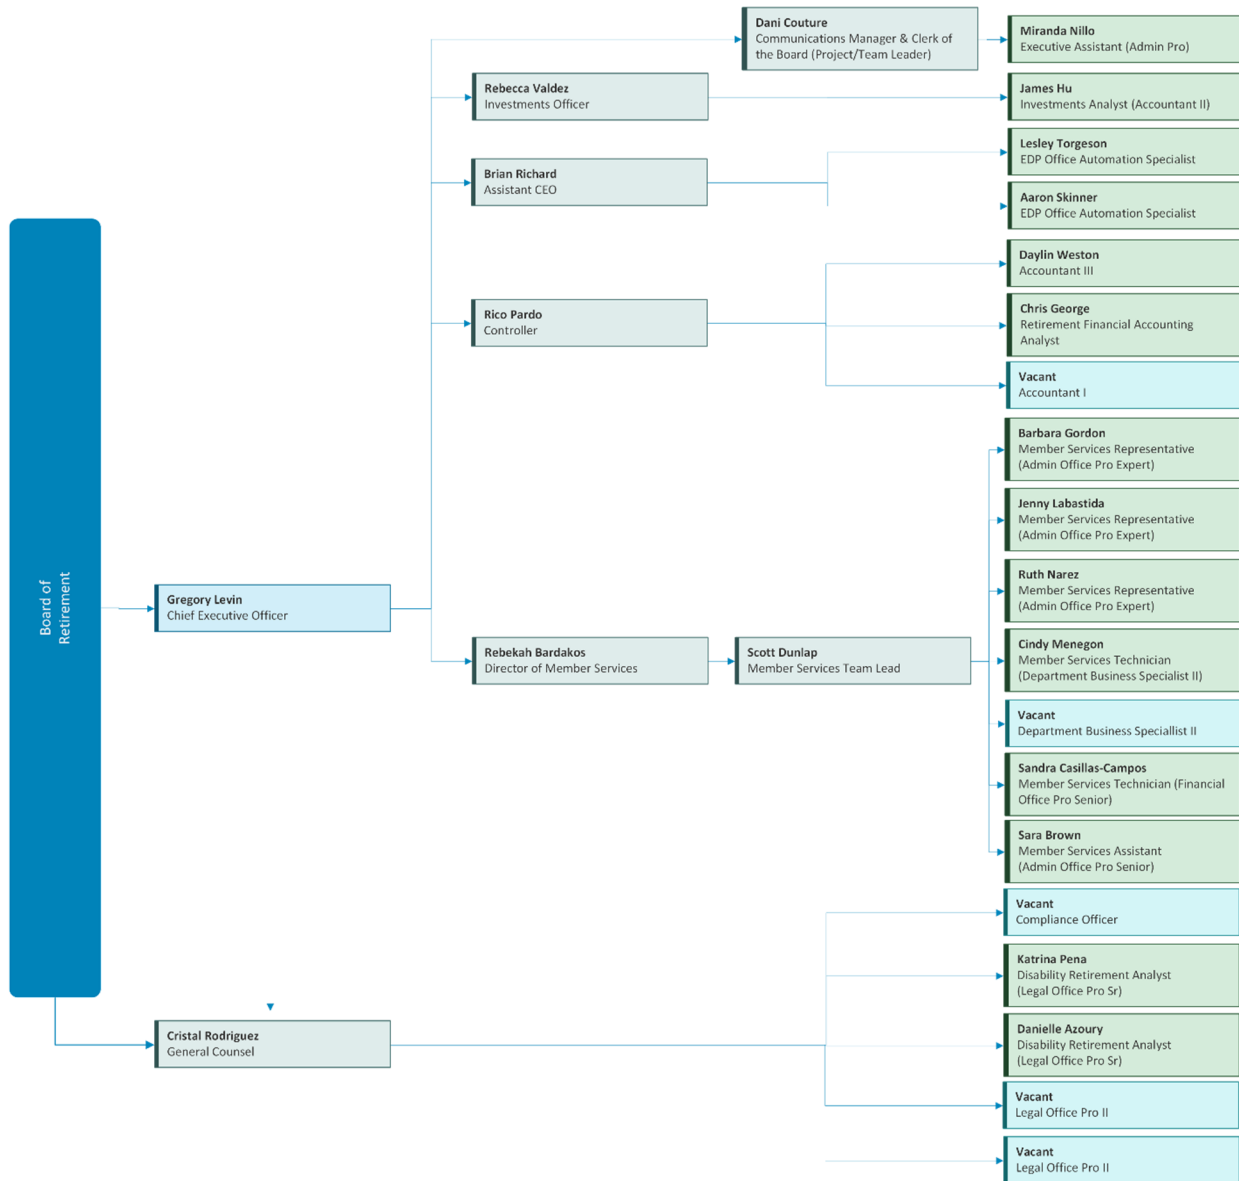 Dani Couture
Communications Manager & Clerk of
the Board (Project/Team Leader)
Miranda Nillo
Executive Assistant (Admin Pro)
Rebecca Valdez
Investments Officer
James Hu
Investments Analyst (Accountant II)
Brian Richard
Assistant CEO
Lesley Torgeson
EDP Office Automation Specialist
Aaron Skinner
EDP Office Automation Specialist
Rico Pardo
Controller
Daylin Weston
Accountant III
Chris George
Retirement Financial Accounting
Analyst
Vacant
Accountant I
Board of
Retirement
Gregory Levin
Chief Executive Officer
Rebekah Bardakos
Director of Member Services
Scott Dunlap
Member Services Team Lead
Barbara Gordon
Member Services Representative
(Admin Office Pro Expert)
Jenny Labastida
Member Services Representative
(Admin Office Pro Expert)
Ruth Narez
Member Services Representative
(Admin Office Pro Expert)
Cindy Menegon
Member Services Technician
(Department Business Specialist II)
Vacant
Department Business Speciallist II
Sandra Casillas-Campos
Member Services Technician (Financial
Office Pro Senior)
Sara Brown
Member Services Assistant
(Admin Office Pro Senior)
Cristal Rodriguez
General Counsel
Vacant
Compliance Officer
Katrina Pena
Disability Retirement Analyst
(Legal Office Pro Sr)
Danielle Azoury
Disability Retirement Analyst
(Legal Office Pro Sr)
Vacant
Legal Office Pro II
Vacant
Legal Office Pro II